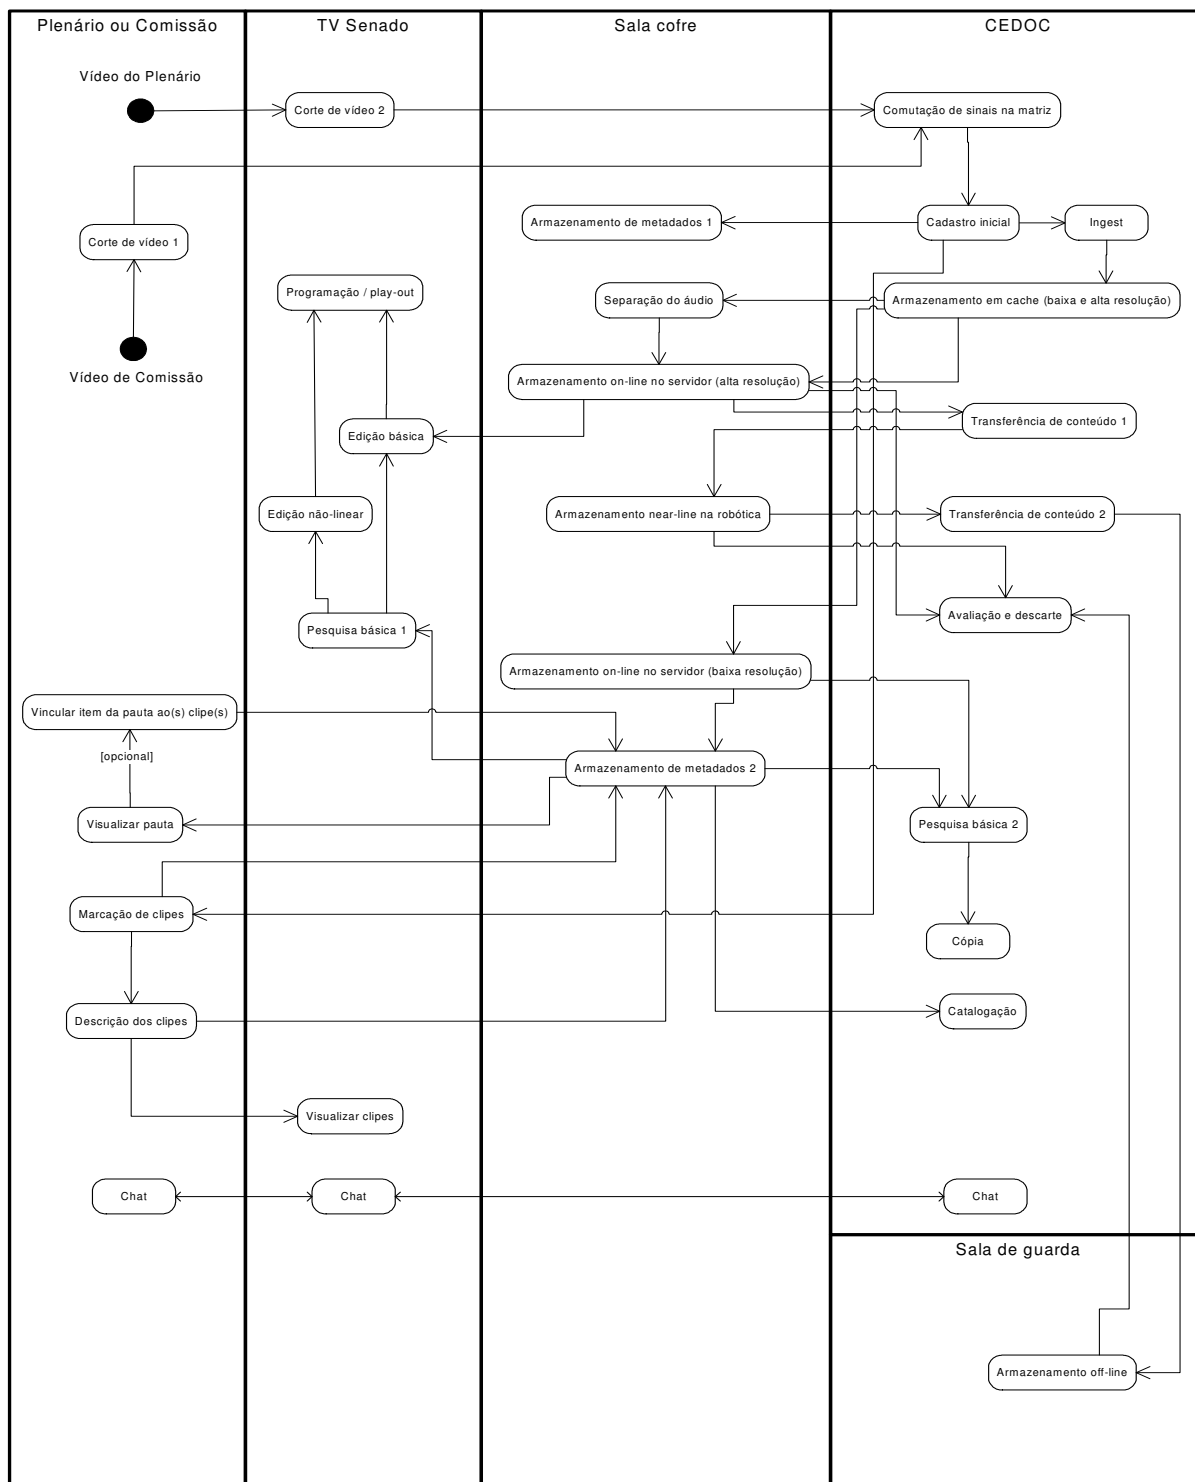 Plenário ou Comissão
TV Senado
Sala cofre
CEDOC
Vídeo do Plenário
Corte de vídeo 2
Comutação de sinais na matriz
Armazenamento de metadados 1
Cadastro inicial
Ingest
Corte de vídeo 1
Programação / play-out
Separação do áudio
Armazenamento em cache (baixa e alta resolução)
Vídeo de Comissão
Armazenamento on-line no servidor (alta resolução)
Transferência de conteúdo 1
Edição básica
Edição não-linear
Armazenamento near-line na robótica
Transferência de conteúdo 2
Avaliação e descarte
Pesquisa básica 1
Armazenamento on-line no servidor (baixa resolução)
Vincular item da pauta ao(s) clipe(s)
[opcional]
Armazenamento de metadados 2
Visualizar pauta
Pesquisa básica 2
Marcação de clipes
Cópia
Descrição dos clipes
Catalogação
Visualizar clipes
Chat
Chat
Chat
Sala de guarda
Armazenamento off-line